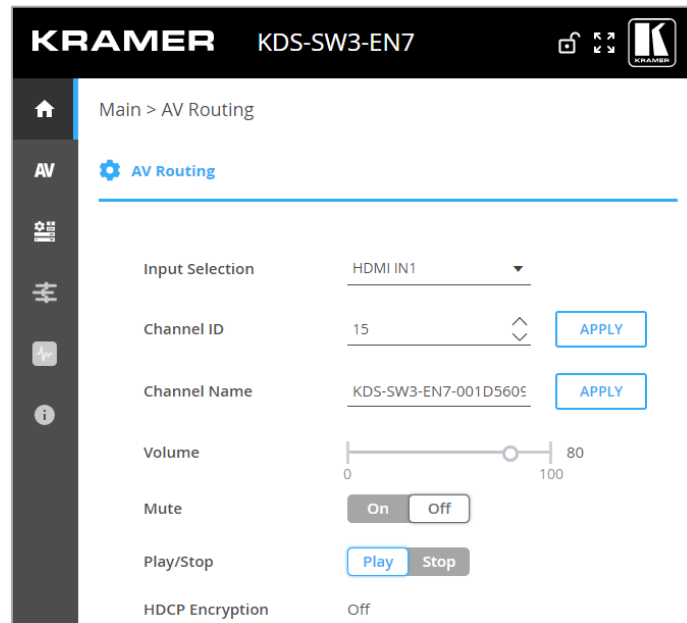 KRAMER KDS-SW3-EN7 KRAMER
Main > AV Routing
AV
AV Routing
Input Selection HDMI IN1
Channel ID 15 APPLY
Channel Name KDS-SW3-EN7-001D5609 APPLY
Volume 80
0 100
Mute On Off
Play/Stop Play Stop
HDCP Encryption Off